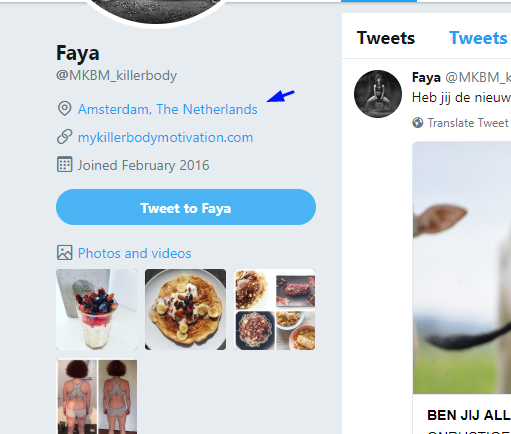 Faya
@MKBM_killerbody
Amsterdam, The Netherlands
mykillerbodymotivation.com
Joined February 2016
Tweet to Faya
Photos and videos
Tweets Tweets
Faya @MKBM_k
Heb jij de nieuw
Translate Tweet
BEN JIJ ALL